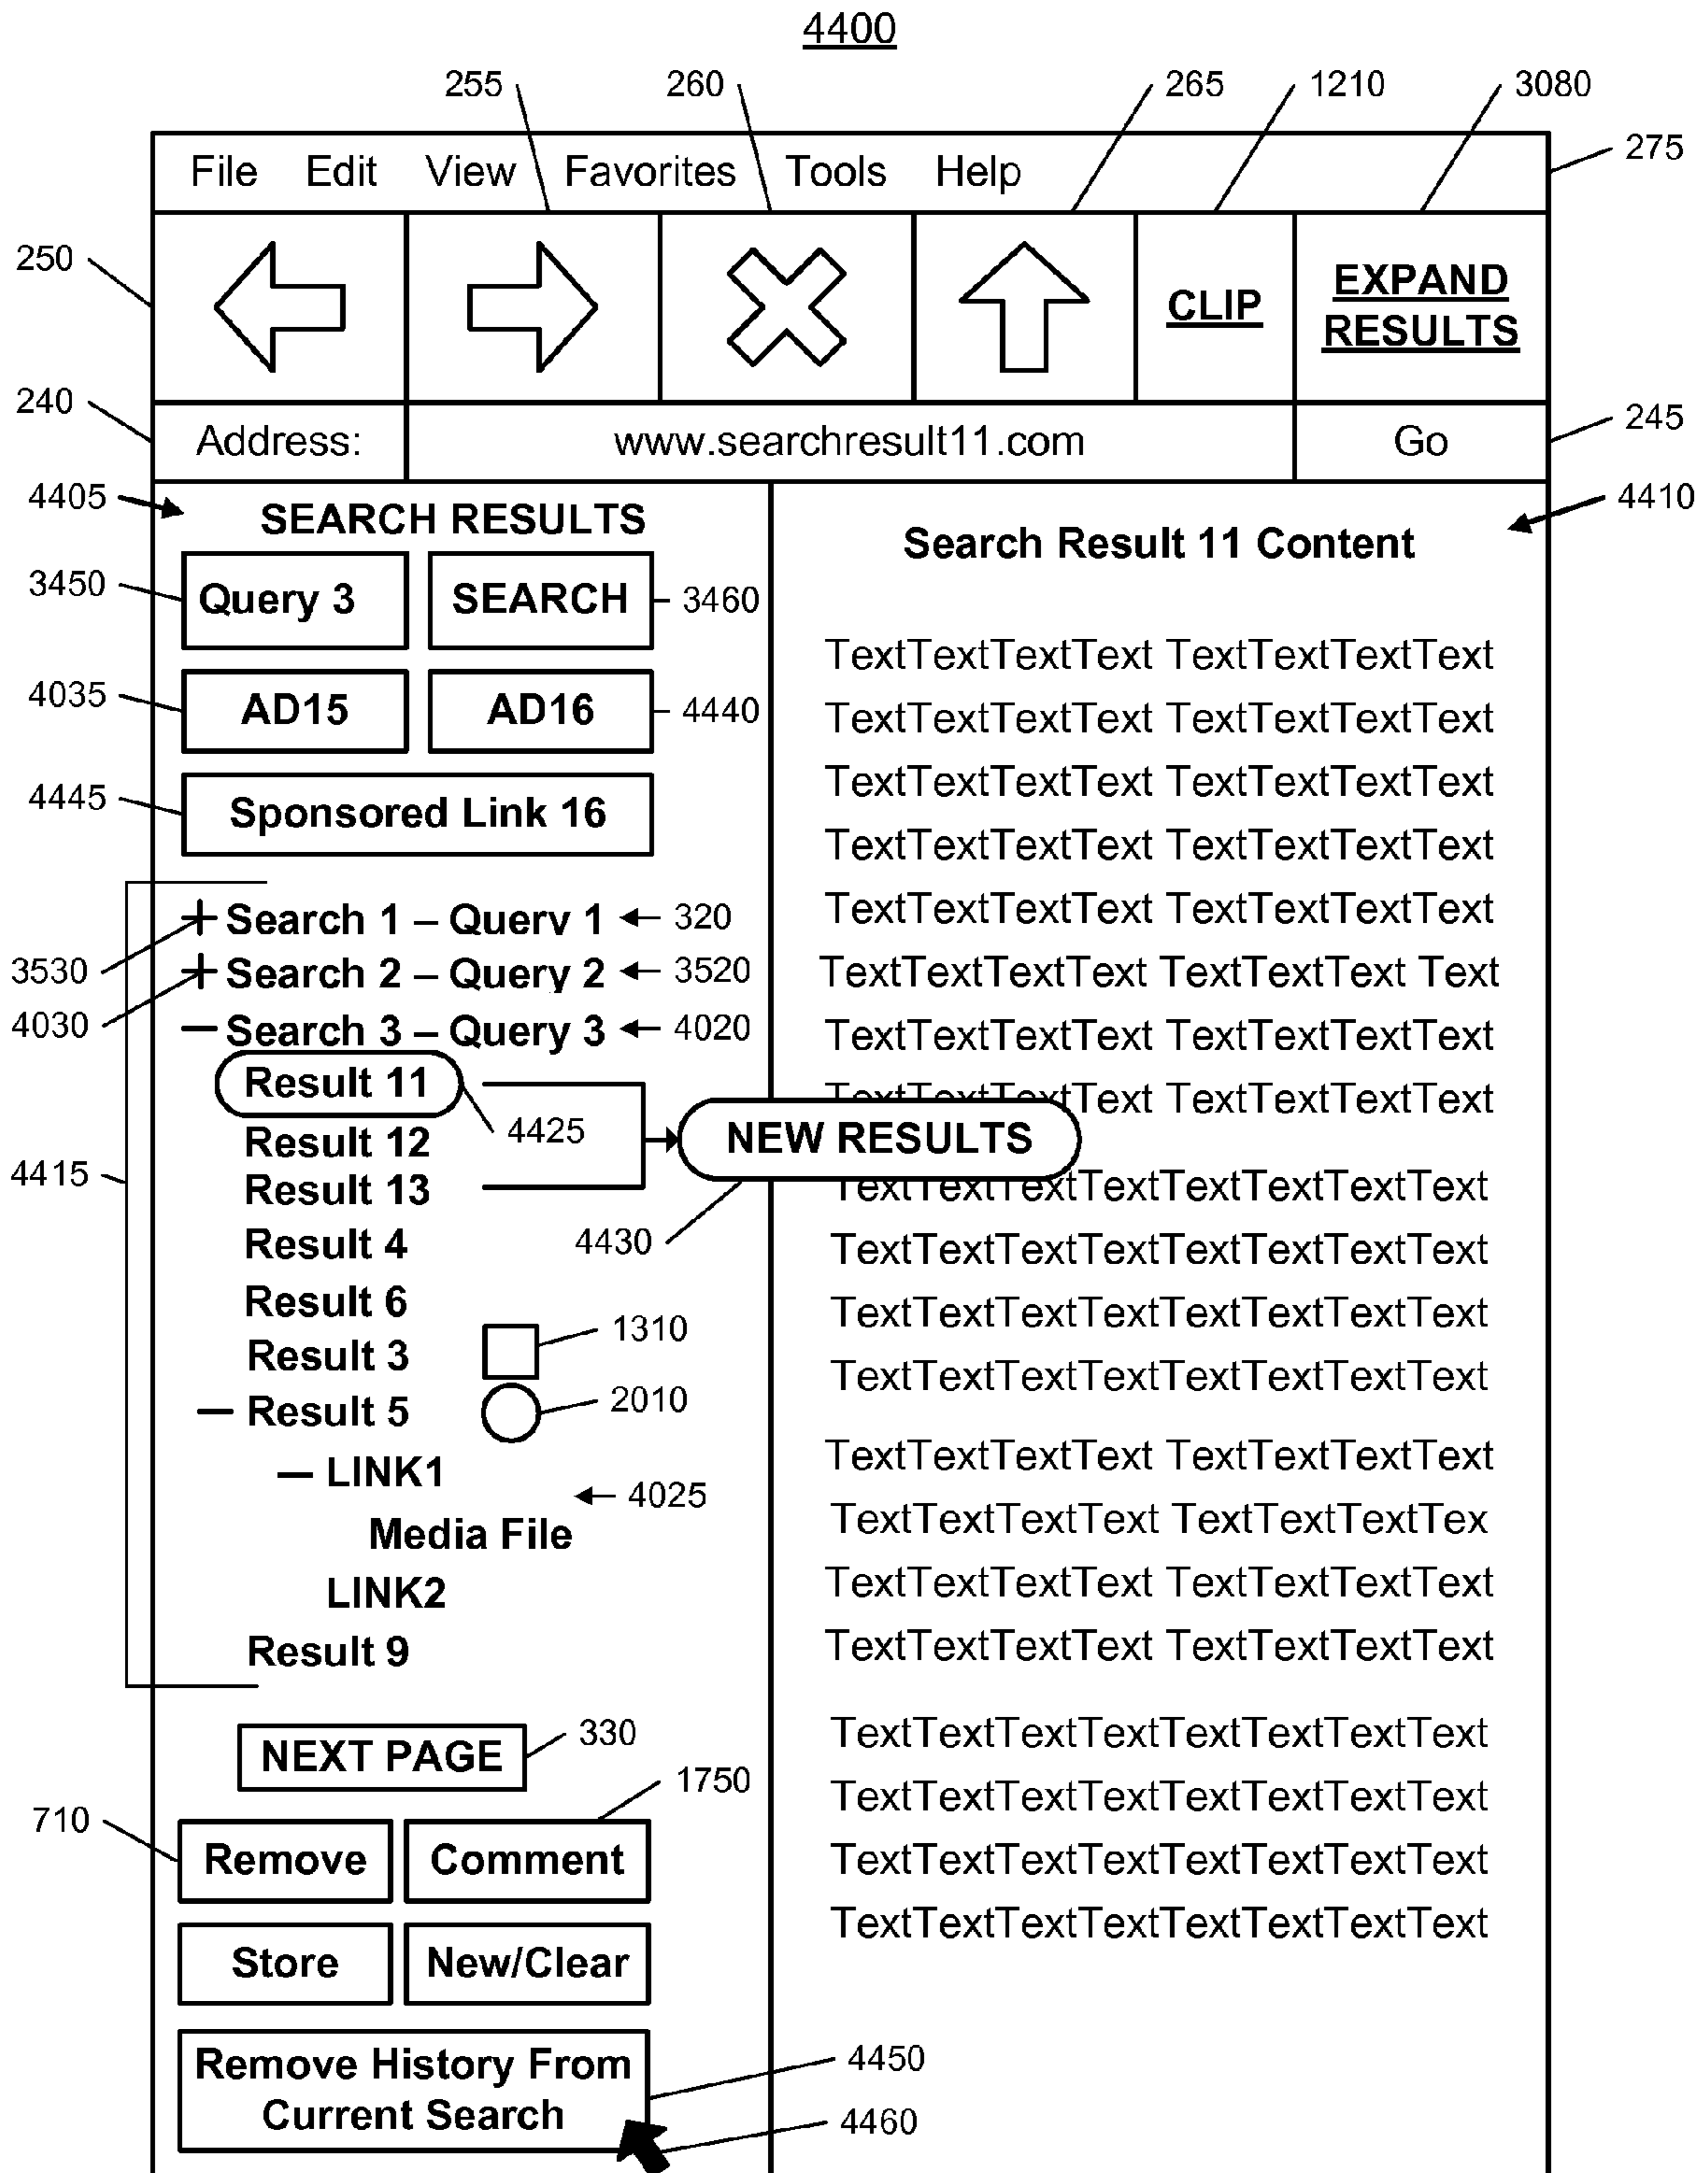 4400
255 260 265 1210 3080
File Edit View Favorites Tools Help 275
250 CLIP EXPAND
RESULTS
240 Address: www.searchresult11.com Go 245
4405 SEARCH RESULTS 4410
Search Result 11 Content
3450 Query 3 SEARCH 3460
4035 AD15 AD16 4440
4445 Sponsored Link 16
Search 1 – Query 1 320
3530
Search 2 – Query 2 3520
4030
Search 3 – Query 3 4020
Result 11
4425
Result 12 NEW RESULTS
4415 Result 13
Result 4 4430
Result 6
1310
Result 3
Result 5 2010
LINK1
4025
Media File
LINK2
Result 9
NEXT PAGE 330
1750
710 Remove Comment
Store New/Clear
Remove History From
Current Search
4450
4460
TextTextTextText TextTextTextText
TextTextTextText TextTextTextText
TextTextTextText TextTextTextText
TextTextTextText TextTextTextText
TextTextTextText TextTextTextText
TextTextTextText TextTextText Text
TextTextTextText TextTextTextText
TextTextTextText TextTextTextText
TextTextTextTextTextTextTextText
TextTextTextTextTextTextTextText
TextTextTextTextTextTextTextText
TextTextTextTextTextTextTextText
TextTextTextText TextTextTextText
TextTextTextText TextTextTextTex
TextTextTextText TextTextTextText
TextTextTextText TextTextTextText
TextTextTextTextTextTextTextText
TextTextTextTextTextTextTextText
TextTextTextTextTextTextTextText
TextTextTextTextTextTextTextText